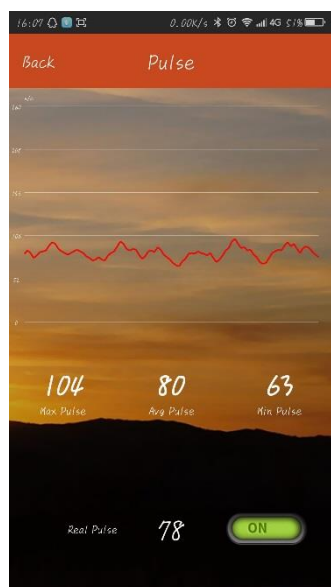 16:07 0.00K/s 4G 51%
Back Pulse
0
104 80 63
Max Pulse Avg Pulse Min Pulse
Real Pulse 78 ON